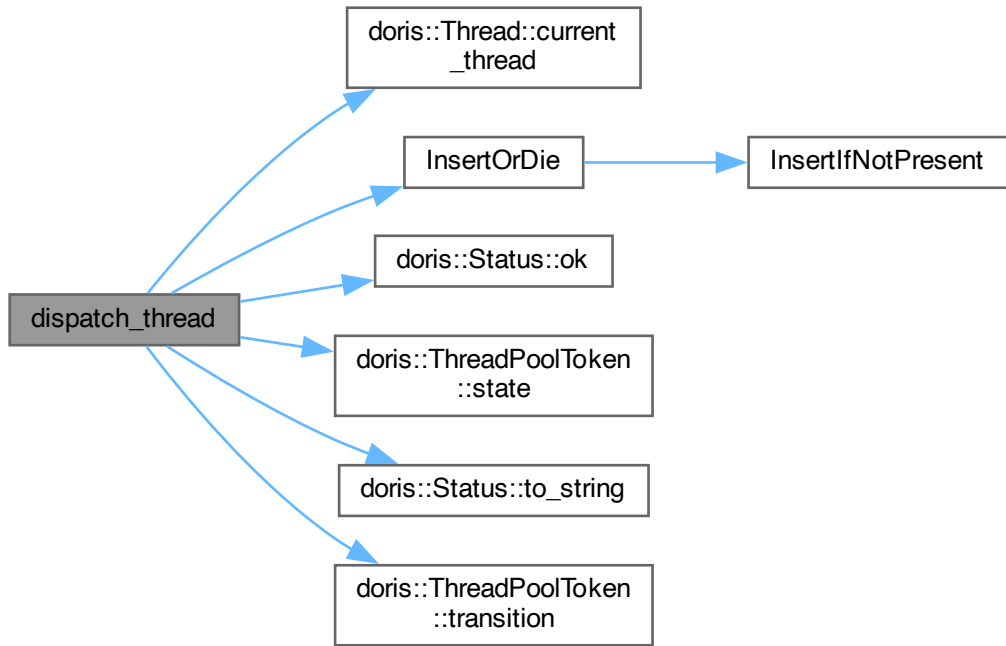 doris::Thread::current
_thread
InsertOrDie
InsertIfNotPresent
doris::Status::ok
dispatch_thread
doris::ThreadPoolToken
::state
doris::Status::to_string
doris::ThreadPoolToken
::transition